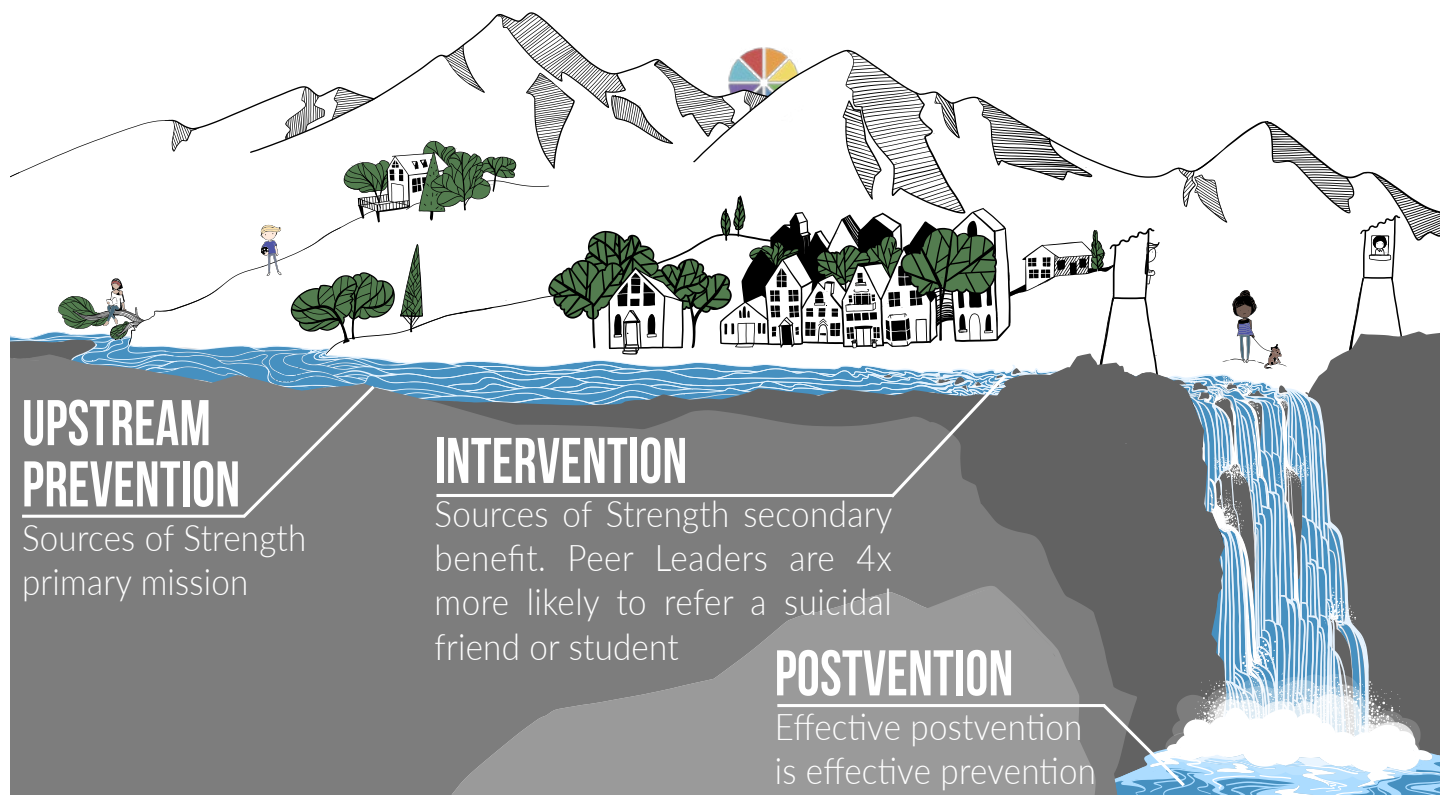 UPSTREAM
PREVENTION
Sources of Strength
primary mission
INTERVENTION
Sources of Strength secondary
benefit. Peer Leaders are 4x
more likely to refer a suicidal
friend or student
POSTVENTION
Effective postvention
is effective prevention